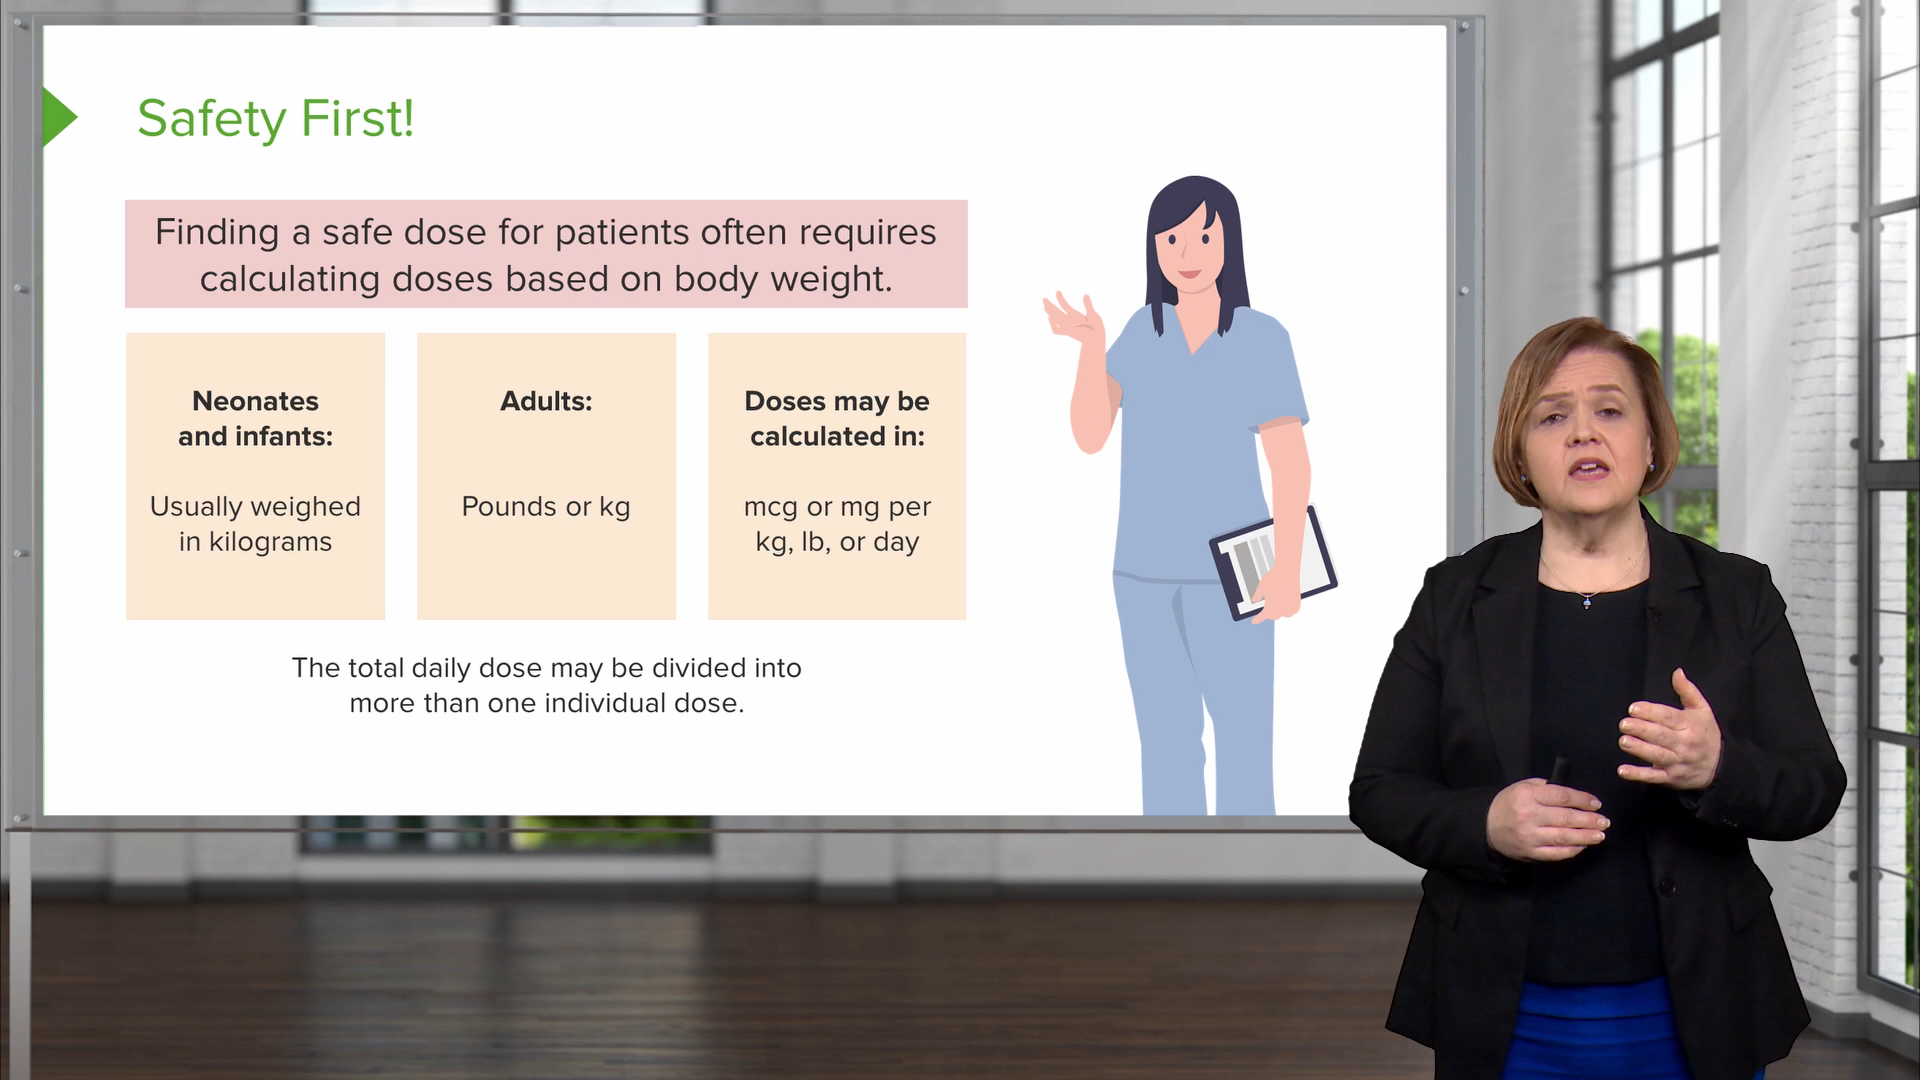 Safety First!
Finding a safe dose for patients often requires
calculating doses based on body weight.
Neonates
and infants:
Usually weighed
in kilograms
Adults:
Pounds or kg
Doses may be
calculated in:
mcg or mg per
kg, lb, or day
The total daily dose may be divided into
more than one individual dose.